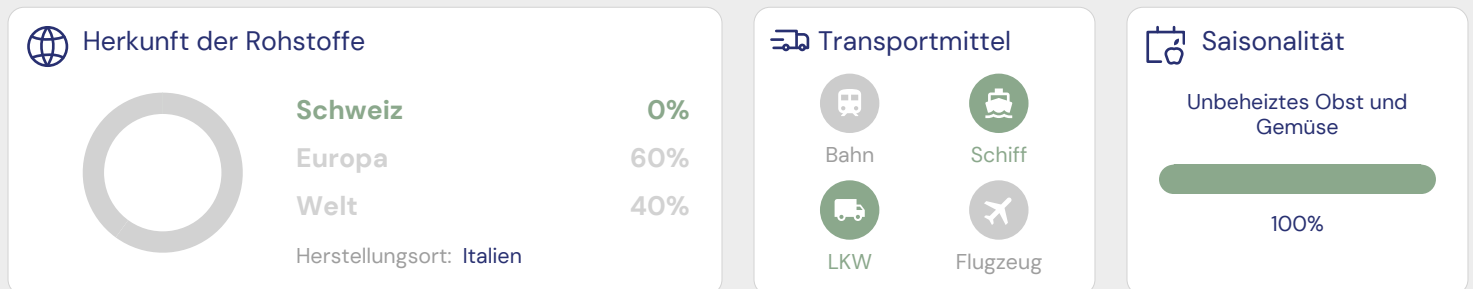 Herkunft der Rohstoffe
Schweiz 0%
Europa 60%
Welt 40%
Herstellungsort: Italien
Transportmittel
Bahn Schiff
LKW Flugzeug
Saisonalität
Unbeheiztes Obst und
Gemüse
100%